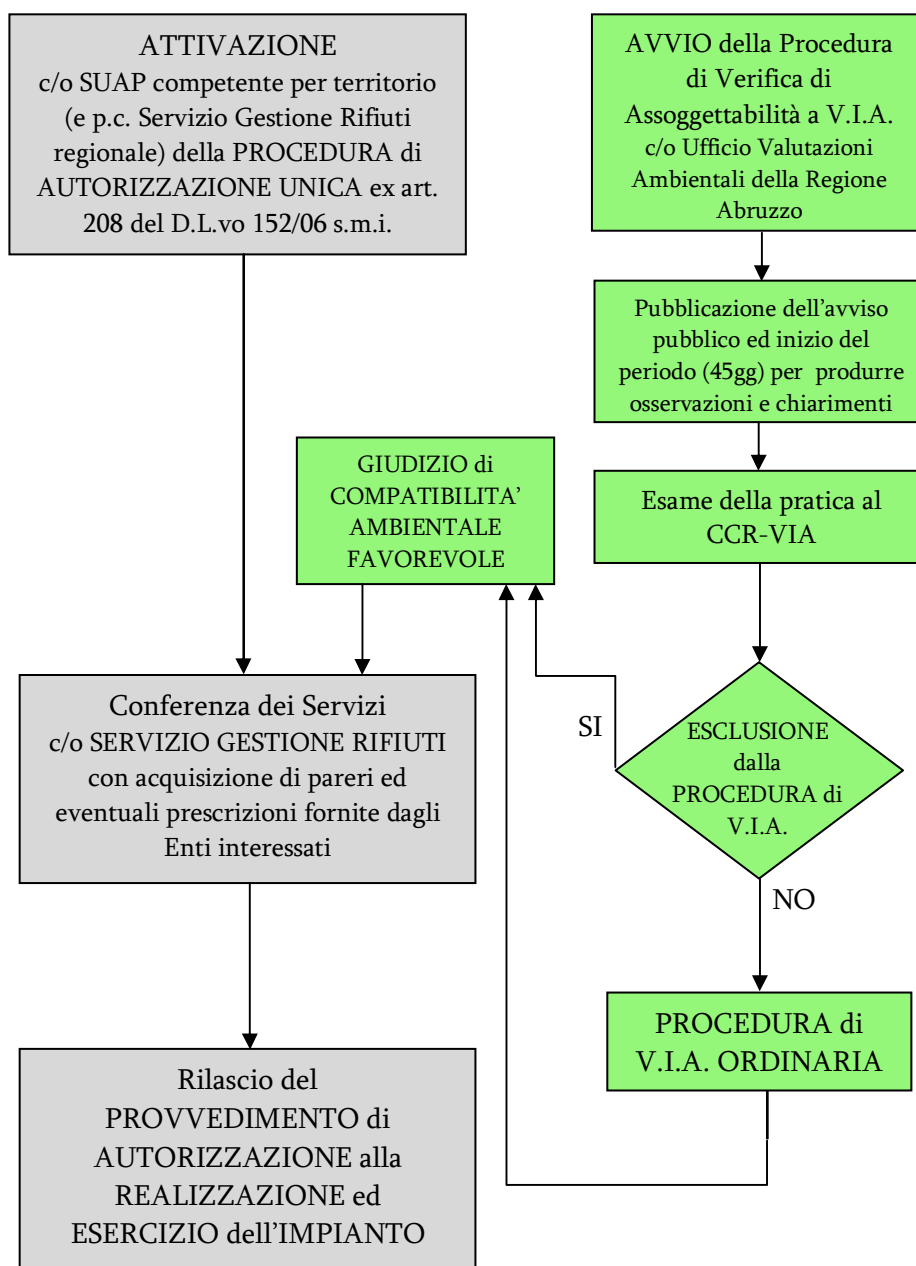 ATTIVAZIONE
c/o SUAP competente per territorio
(e p.c. Servizio Gestione Rifiuti
regionale) della PROCEDURA di
AUTORIZZAZIONE UNICA ex art.
208 del D.L.vo 152/06 s.m.i.
AVVIO della Procedura
di Verifica di
Assoggettabilità a V.I.A.
c/o Ufficio Valutazioni
Ambientali della Regione
Abruzzo
Pubblicazione dell'avviso
pubblico ed inizio del
periodo (45gg) per produrre
osservazioni e chiarimenti
GIUDIZIO di
COMPATIBILITA'
AMBIENTALE
FAVOREVOLE
Esame della pratica al
CCR-VIA
Conferenza dei Servizi
c/o SERVIZIO GESTIONE RIFIUTI
con acquisizione di pareri ed
eventuali prescrizioni fornite dagli
Enti interessati
SI
ESCLUSIONE
dalla
PROCEDURA di
V.I.A.
NO
PROCEDURA di
V.I.A. ORDINARIA
Rilascio del
PROVVEDIMENTO di
AUTORIZZAZIONE alla
REALIZZAZIONE ed
ESERCIZIO dell'IMPIANTO